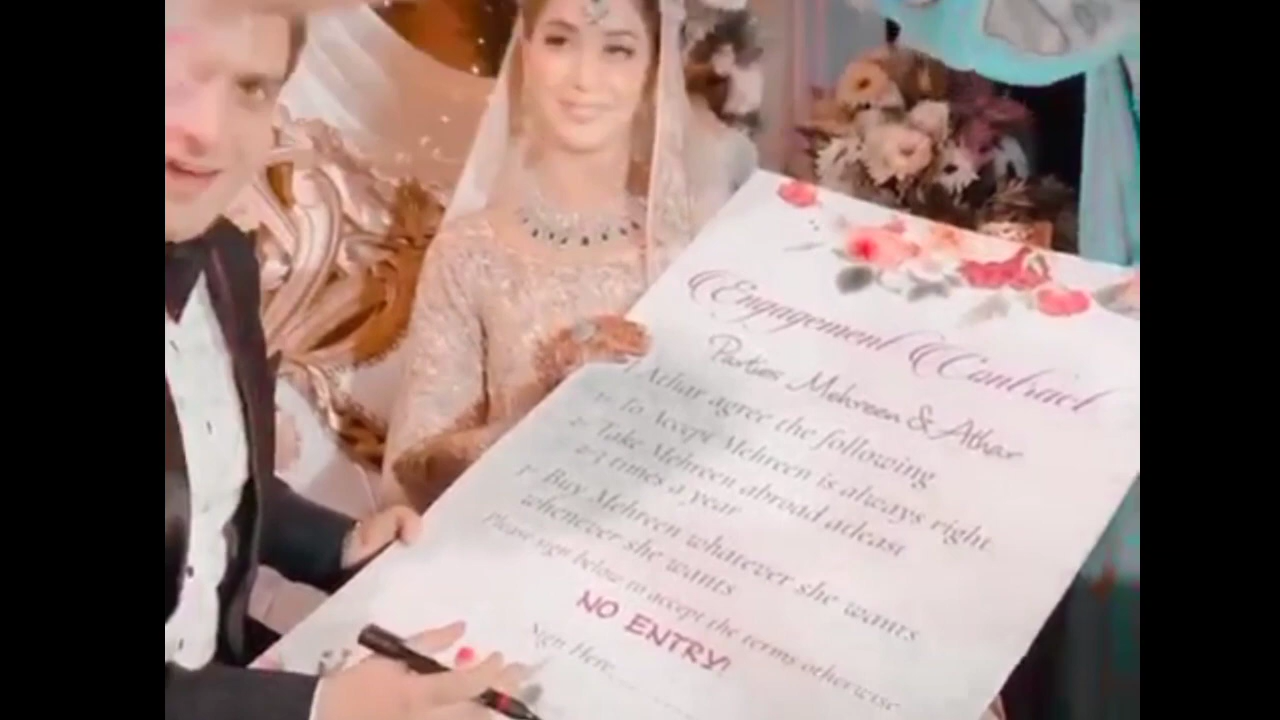 Engagement Contract
Parties Mehreen & Athar
I Athar agree the following
1- To Accept Mehreen is always right
2- Take Mehreen abroad atleast
2-3 times a year
3- Buy Mehreen whatever she wants
whenever she wants
Please sign below to accept the terms otherwise
NO ENTRY!
Sign Here